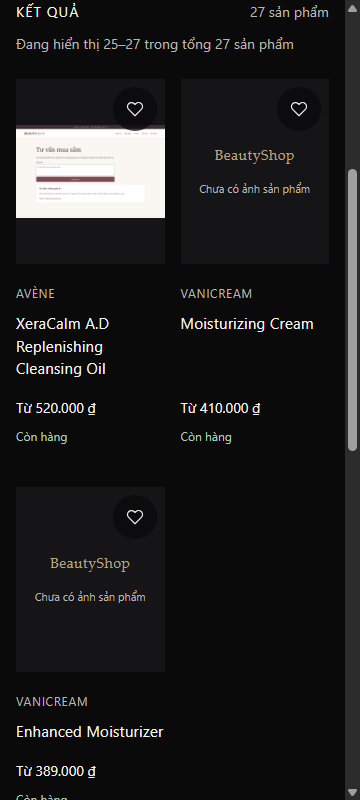 KẾT QUẢ
27 sản phẩm
Đang hiển thị 25–27 trong tổng 27 sản phẩm
Tư vấn mua sắm
BeautyShop
Chưa có ảnh sản phẩm
AVÈNE
XeraCalm A.D
Replenishing
Cleansing Oil
Từ 520.000 ₫
Còn hàng
VANICREAM
Moisturizing Cream
Từ 410.000 ₫
Còn hàng
BeautyShop
Chưa có ảnh sản phẩm
VANICREAM
Enhanced Moisturizer
Từ 389.000 ₫
Còn hàng